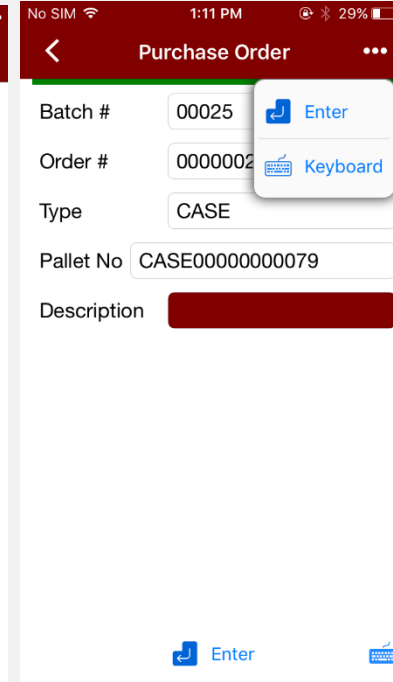 No SIM 1:11 PM 29%
Purchase Order
Batch # 00025
Enter
Order # 0000002
Keyboard
Type CASE
Pallet No CASE00000000079
Description
Enter